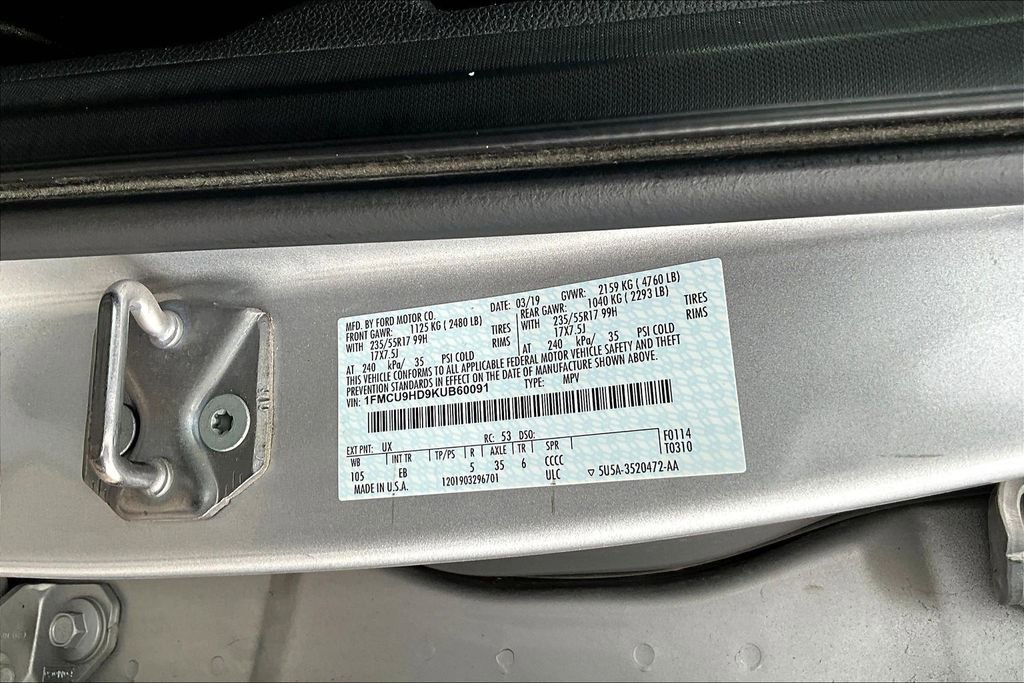 MFD. BY FORD MOTOR CO. DATE: 03/19 GVWR: 2159 KG ( 4760 LB)
FRONT GAWR: 1125 KG ( 2480 LB) REAR GAWR: 1040 KG ( 2293 LB)
WITH 235/55R17 99H TIRES WITH 235/55R17 99H TIRES
17X7.5J RIMS 17X7.5J RIMS
AT 240 kPa/ 35 PSI COLD AT 240 kPa/ 35 PSI COLD
THIS VEHICLE CONFORMS TO ALL APPLICABLE FEDERAL MOTOR VEHICLE SAFETY AND THEFT
PREVENTION STANDARDS IN EFFECT ON THE DATE OF MANUFACTURE SHOWN ABOVE.
VIN: 1FMCU9HD9KUB60091 TYPE: MPV
EXT PNT: UX RC: 53 DSO: F0114
WB INT TR TP/PS R AXLE TR SPR T0310
105 EB 5 35 6 CCCC
MADE IN U.S.A. 1201903296701 ULC ▽ 5U5A-3520472-AA